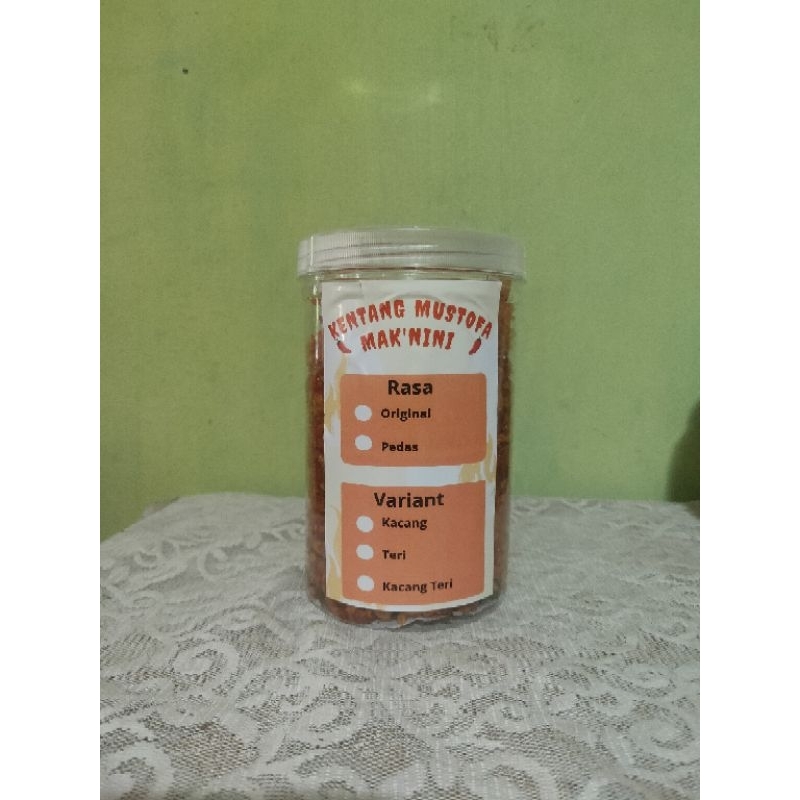 KENTANG MUSTOFA
MAK'NINI
Rasa
Original
Pedas
Variant
Kacang
Teri
Kacang Teri